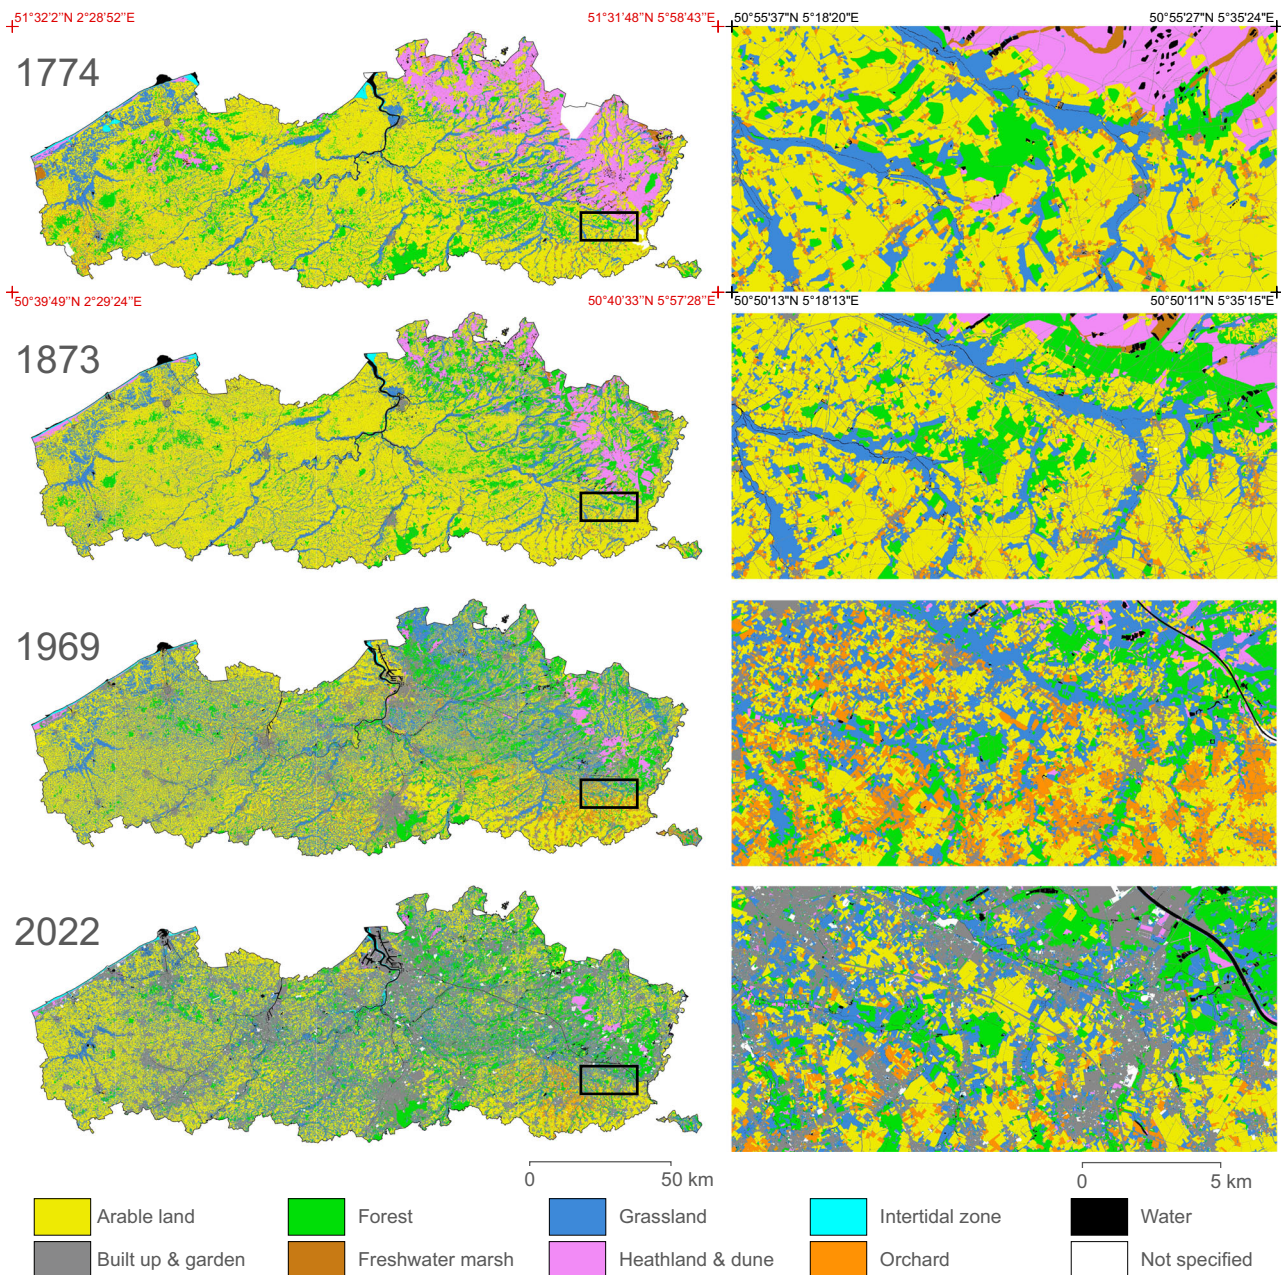 51°32'2''N 2°28'52''E
51°31'48''N 5°58'43''E
50°55'37"N 5°18'20"E
50°55'27"N 5°35'24"E
1774
50°39'49''N 2°29'24''E
50°40'33''N 5°57'28''E
50°50'13"N 5°18'13"E
50°50'11"N 5°35'15"E
1873
1969
2022
0 50 km
0 5 km
Arable land Forest Grassland Intertidal zone Water
Built up & garden Freshwater marsh Heathland & dune Orchard Not specified